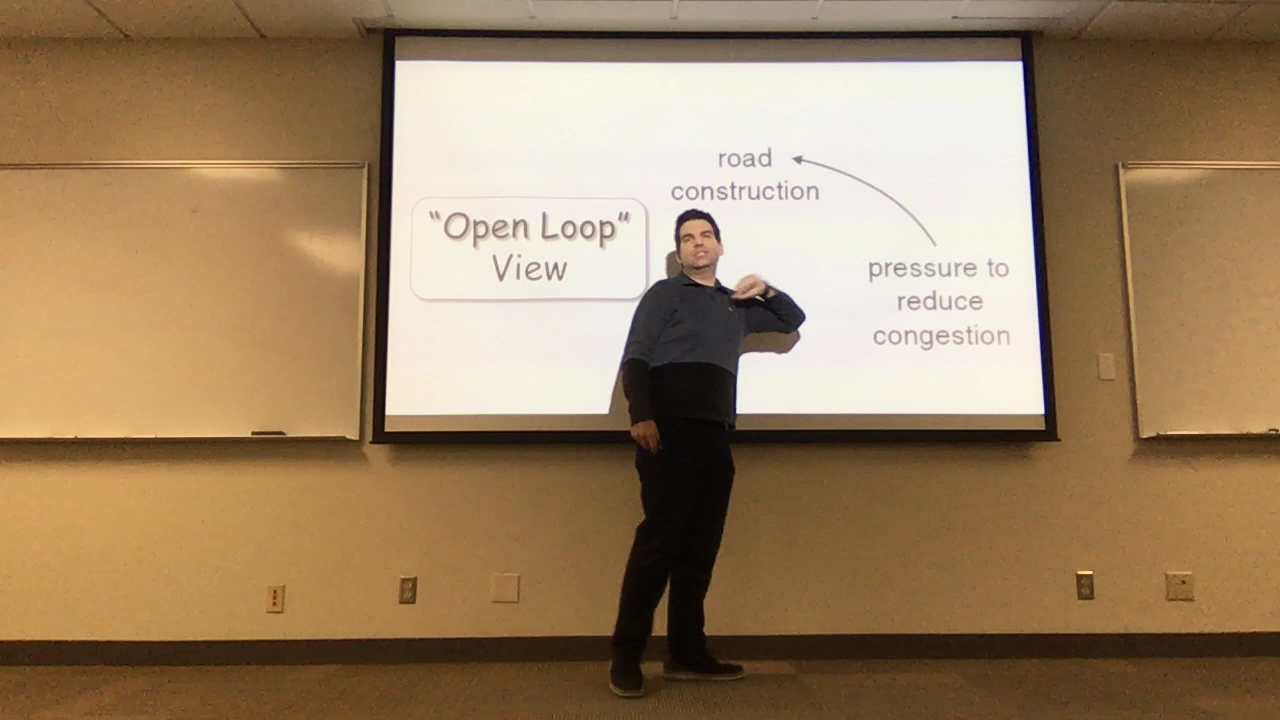 "Open Loop"
View
road
construction
pressure to
reduce
congestion